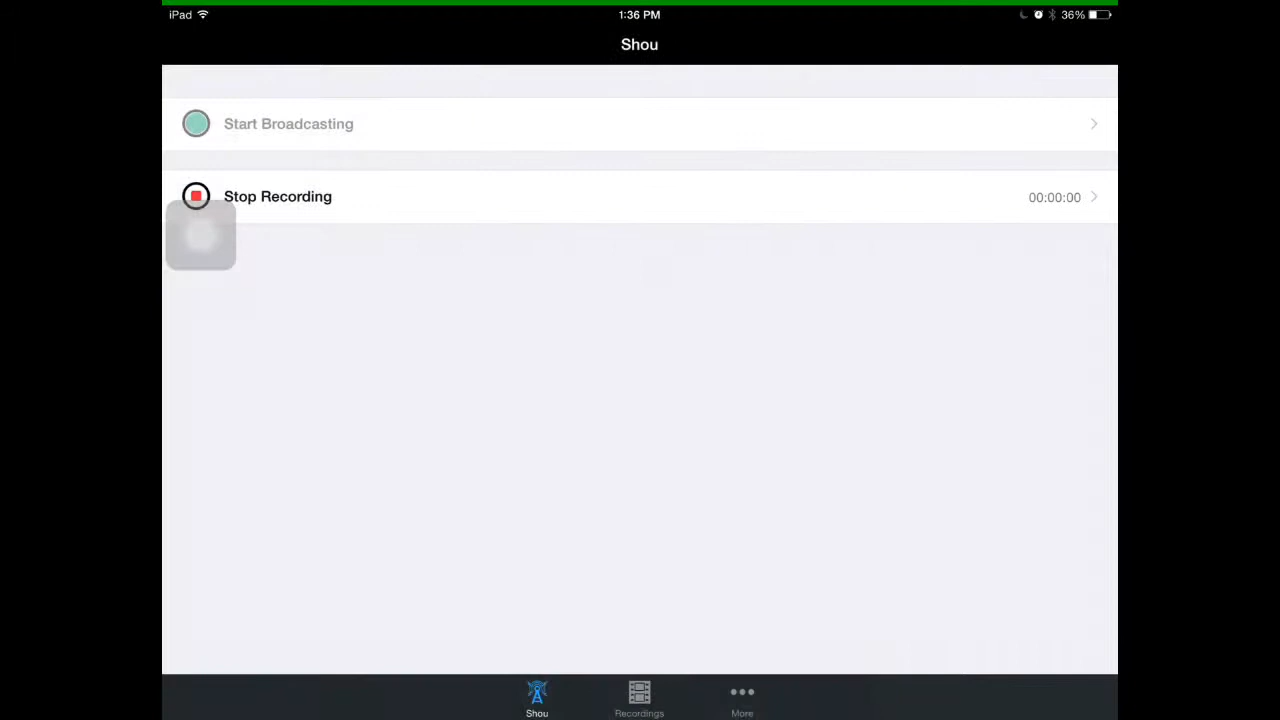 iPad 1:36 PM 36%
Shou
Start Broadcasting
Stop Recording 00:00:00
Shou Recordings More